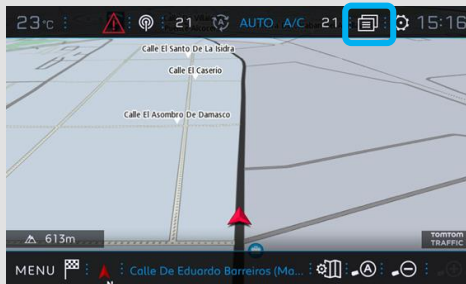 23°C 21 AUTO A/C 21 15:16
Calle El Santo De La Isidra
Calle El Caserio
Calle El Asombro De Damasco
613m
TOMTOM
TRAFFIC
MENU Calle De Eduardo Barreiros (Ma...
N